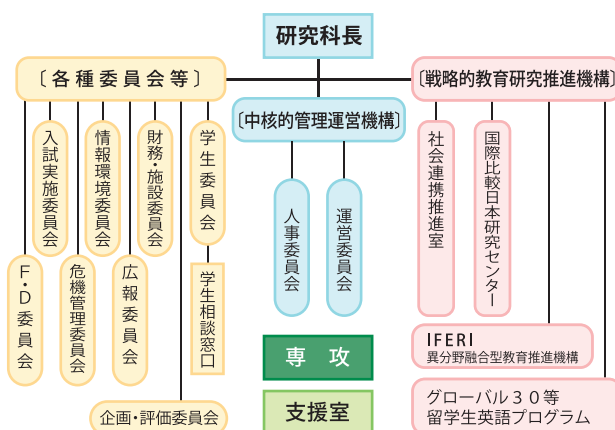 研究科長
〔各種委員会等〕
〔戦略的教育研究推進機構〕
〔中核的管理運営機構〕
F・D委員会
入試実施委員会
危機管理委員会
情報環境委員会
広報委員会
財務・施設委員会
企画・評価委員会
学生委員会
学生相談窓口
人事委員会
運営委員会
社会連携推進室
国際比較日本研究センター
IFERI
異分野融合型教育推進機構
グローバル30等
留学生英語プログラム
専攻
支援室